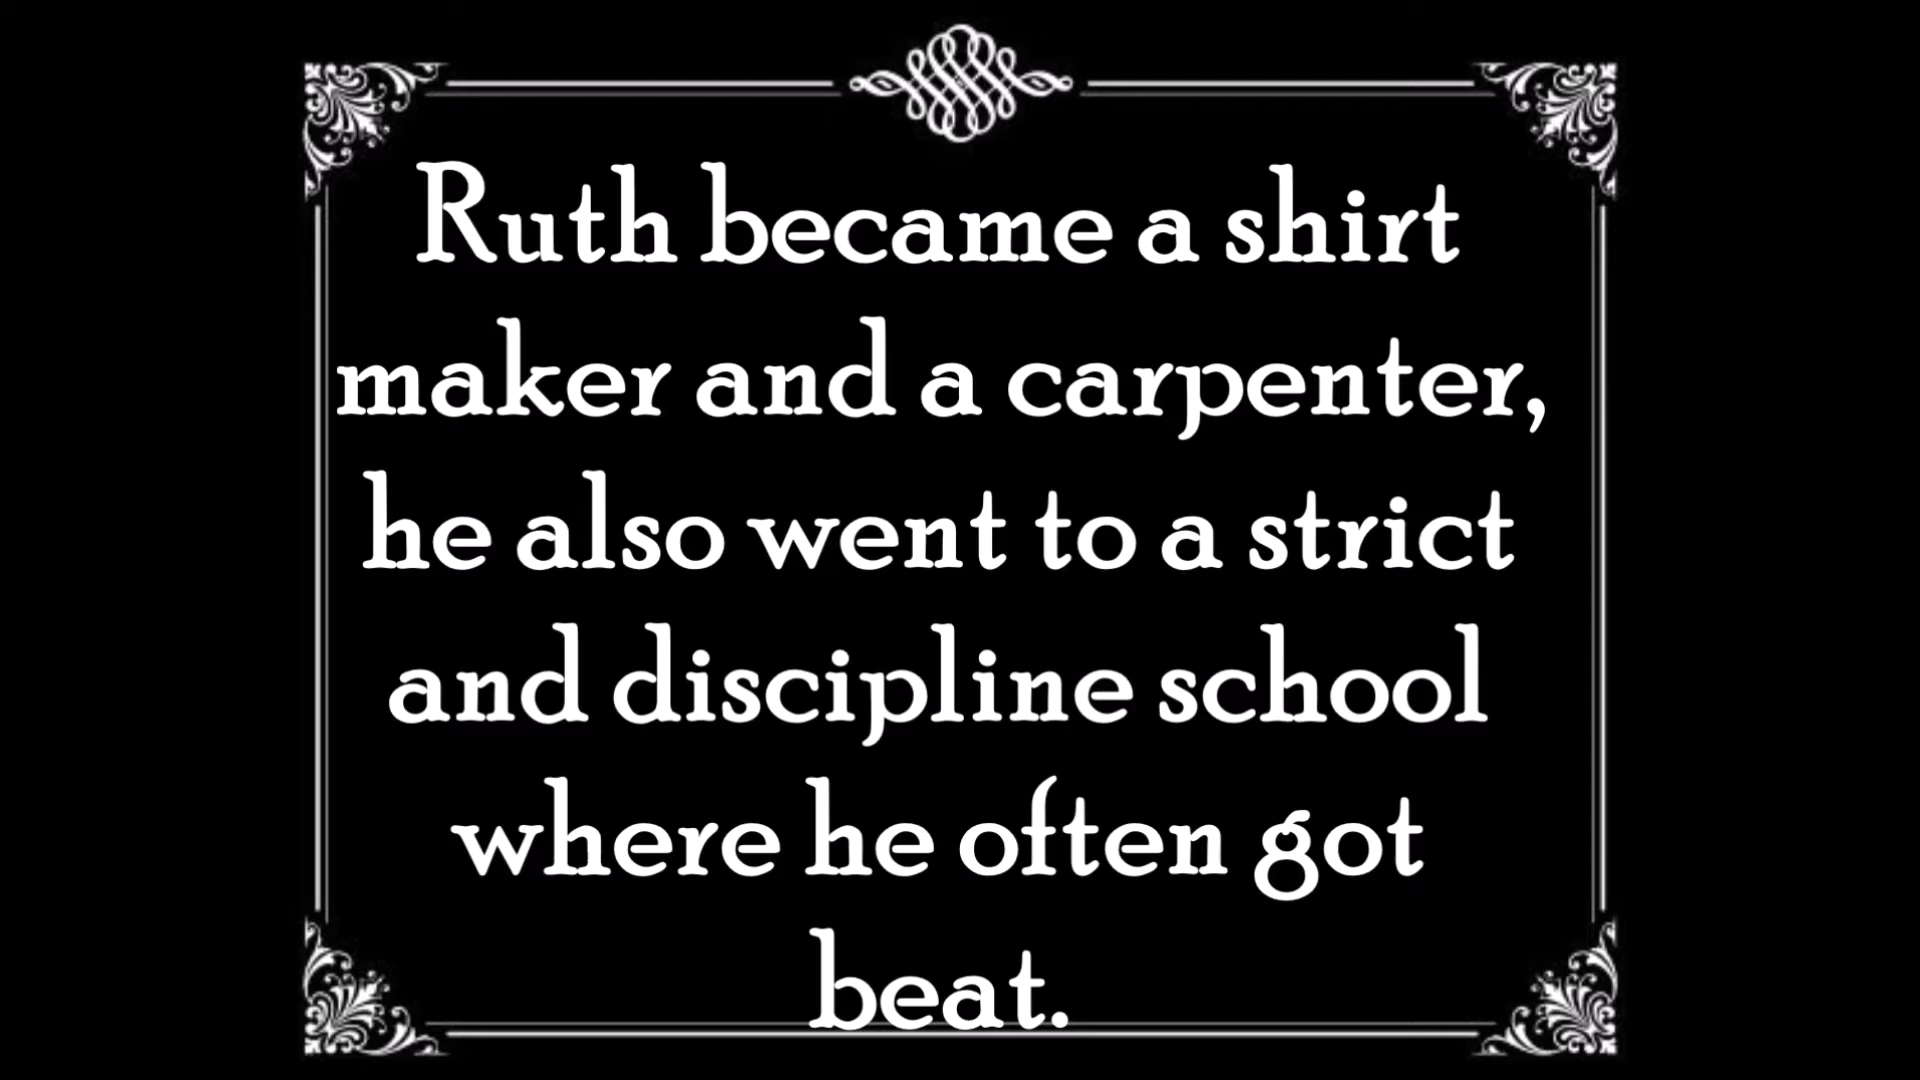 Ruth became a shirt
maker and a carpenter,
he also went to a strict
and discipline school
where he often got
beat.